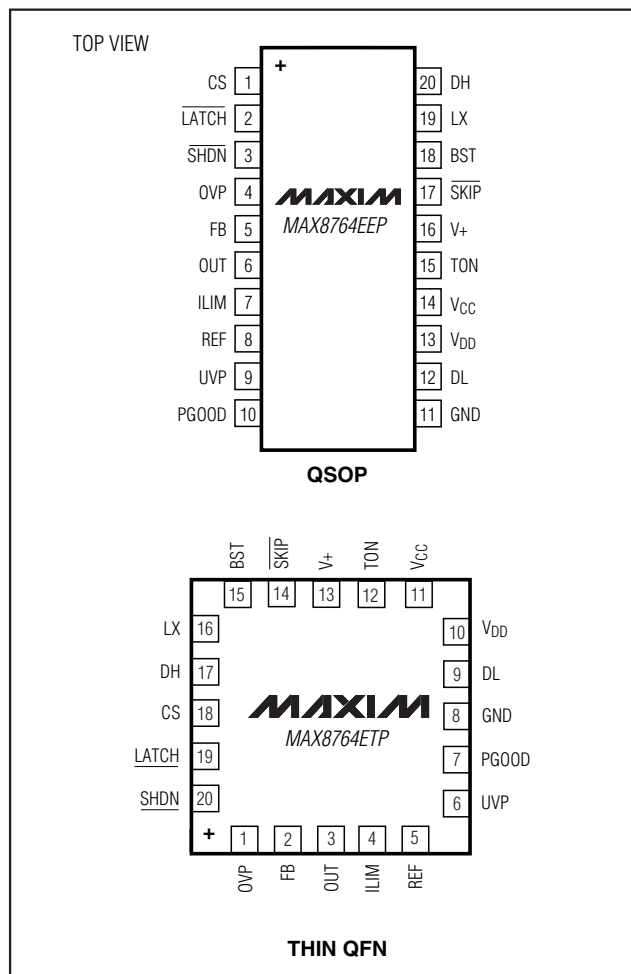 TOP VIEW
+
CS 1 20 DH
LATCH 2 19 LX
SHDN 3 18 BST
OVP 4 17 SKIP
MAXIM
FB 5 MAX8764EEP 16 V+
OUT 6 15 TON
ILIM 7 14 VCC
REF 8 13 VDD
UVP 9 12 DL
PGOOD 10 11 GND
QSOP
BST SKIP V+ TON VCC
15 14 13 12 11
LX 16 10 VDD
DH 17 9 DL
CS 18 MAXIM 8 GND
MAX8764ETP
LATCH 19 7 PGOOD
SHDN 20 6 UVP
+
1 2 3 4 5
OVP FB OUT ILIM REF
THIN QFN